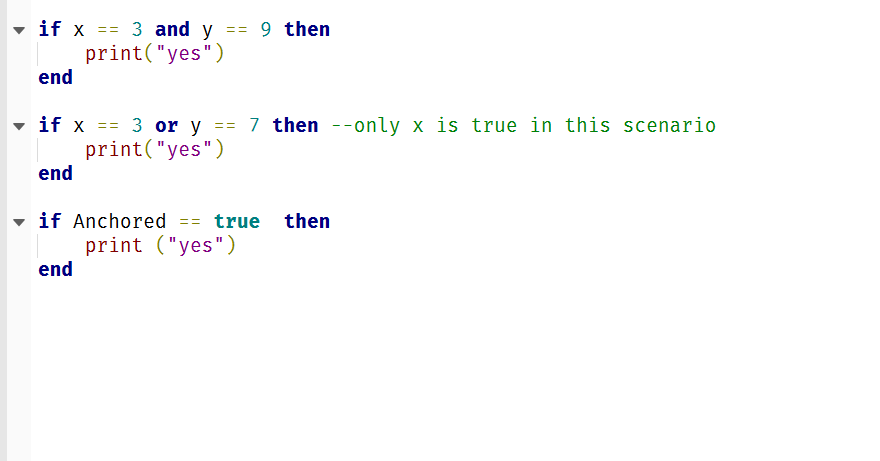 if x == 3 and y == 9 then
    print("yes")
end

if x == 3 or y == 7 then --only x is true in this scenario
    print("yes")
end

if Anchored == true  then
    print ("yes")
end